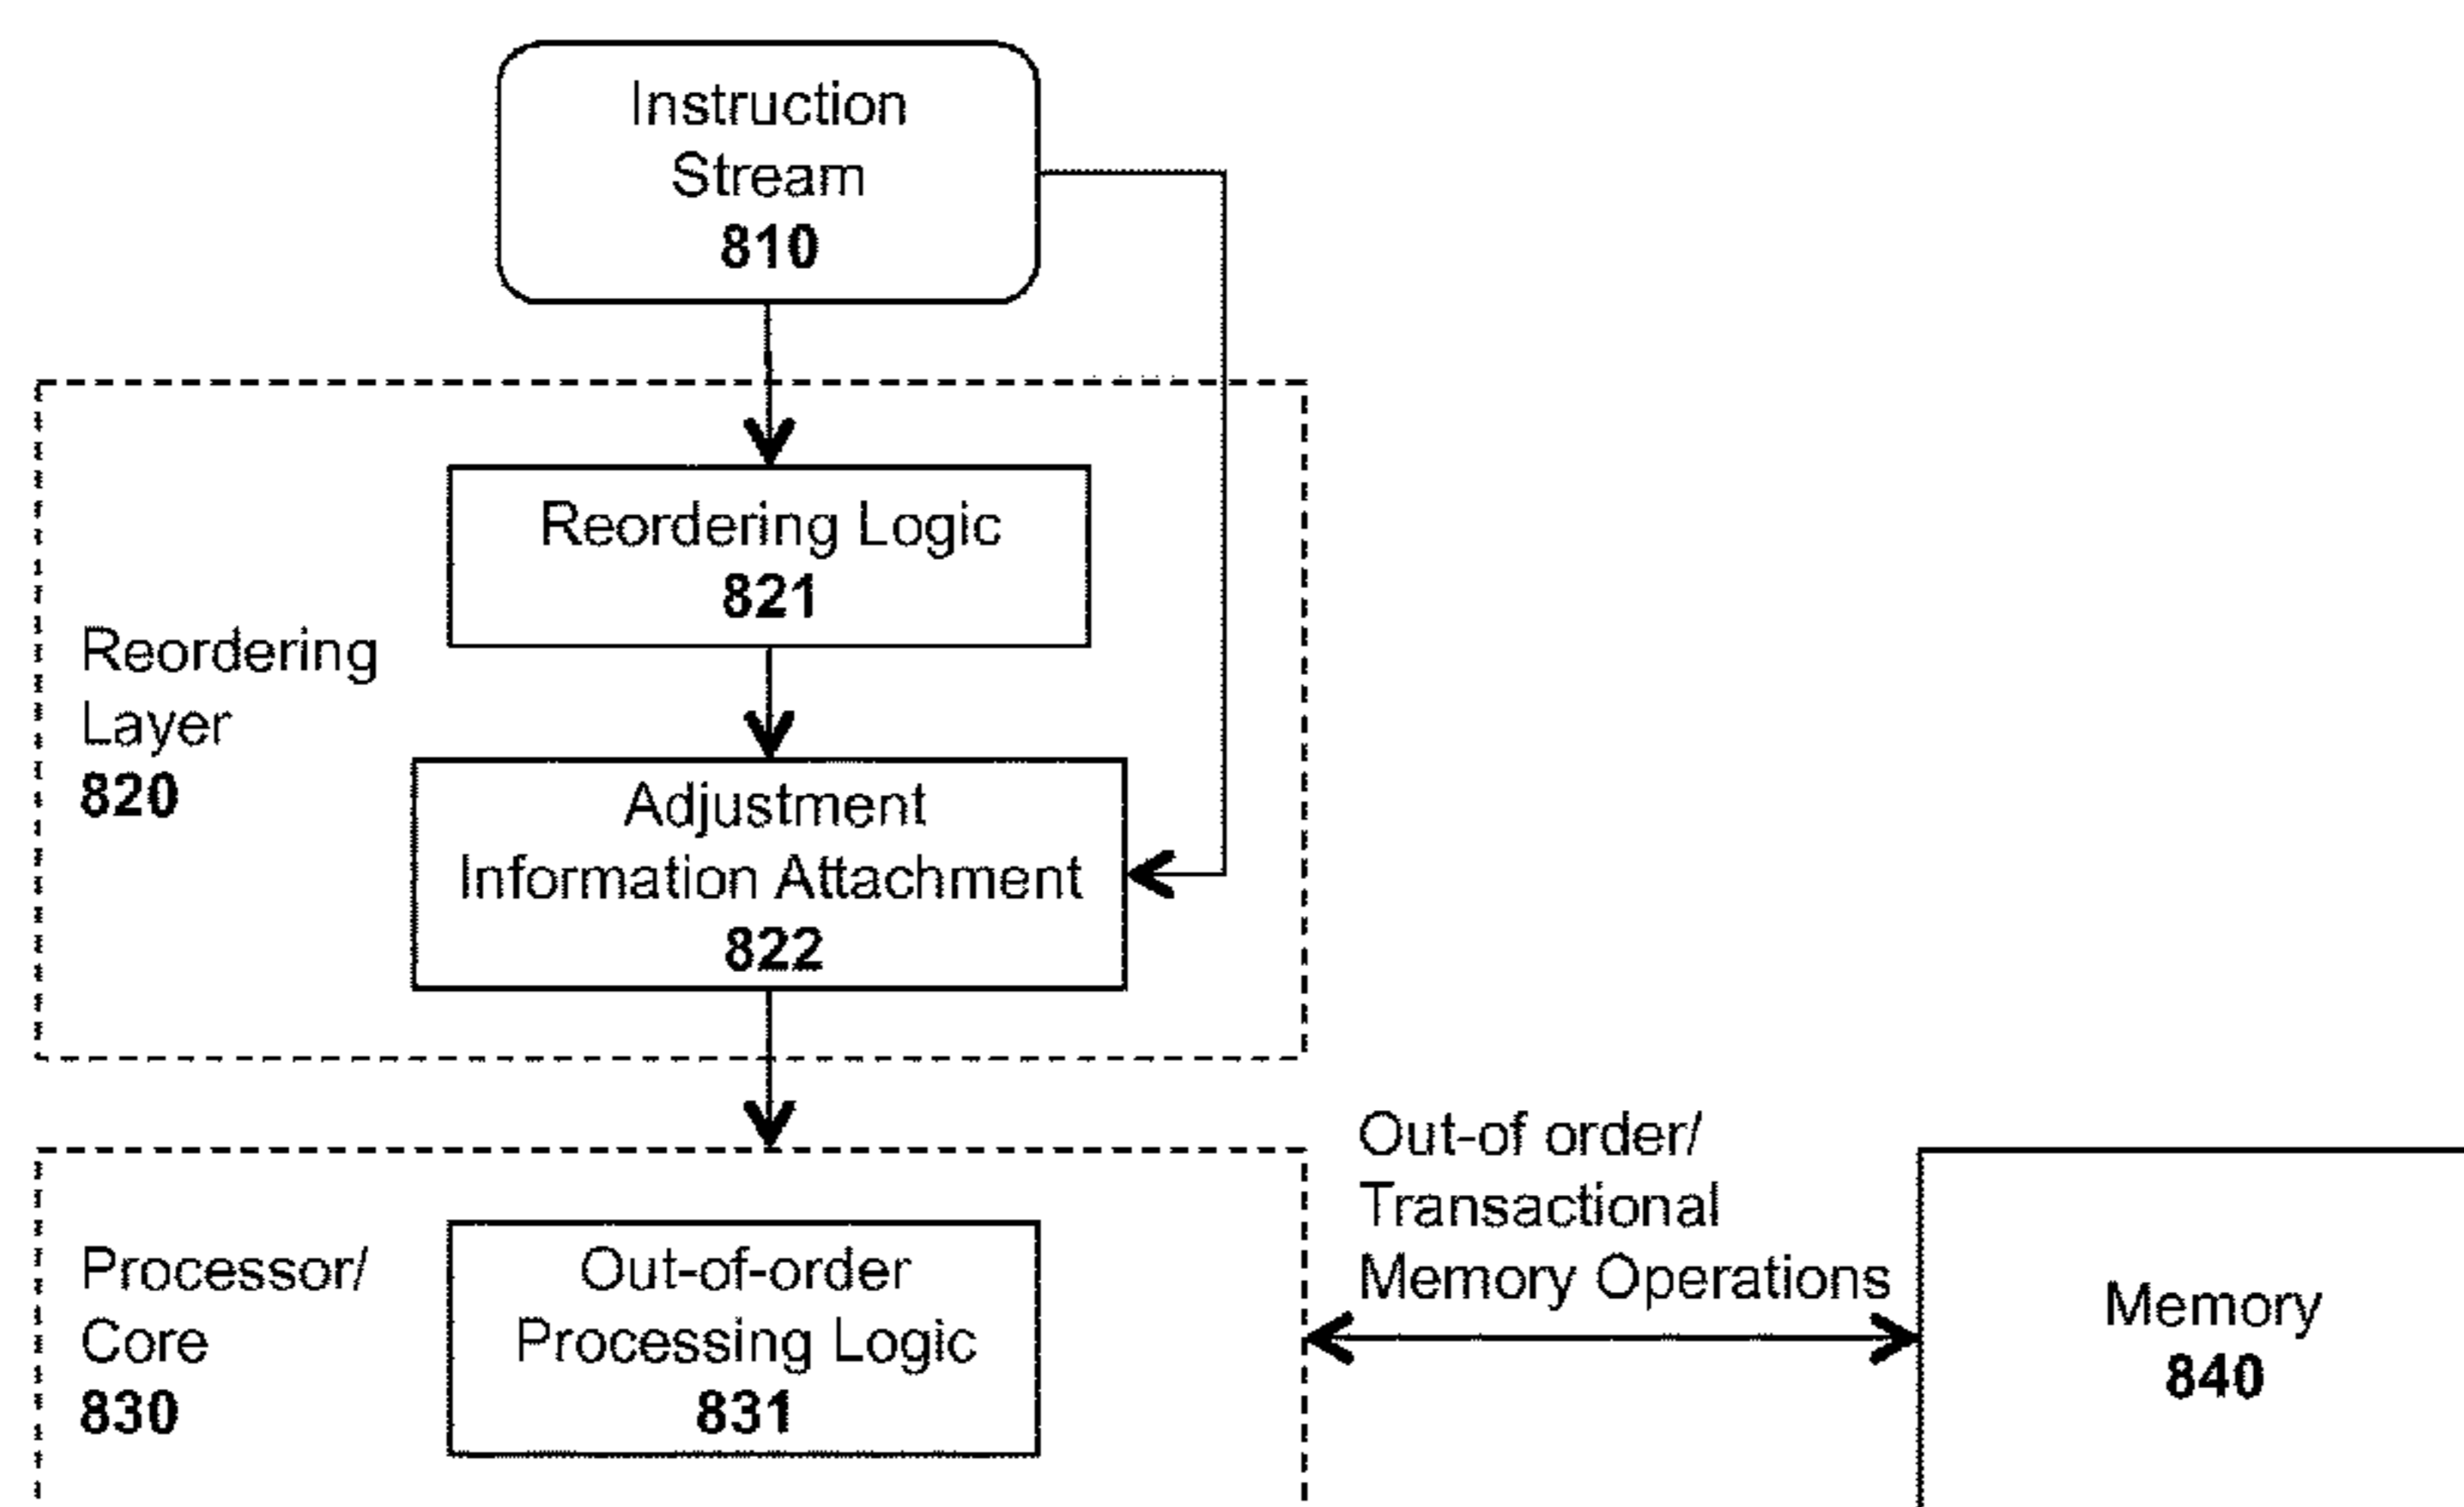 Instruction
Stream
810
Reordering Logic
821
Reordering
Layer
820
Adjustment
Information Attachment
822
Out-of order/
Transactional
Memory Operations
Processor/
Core
830
Out-of-order
Processing Logic
831
Memory
840